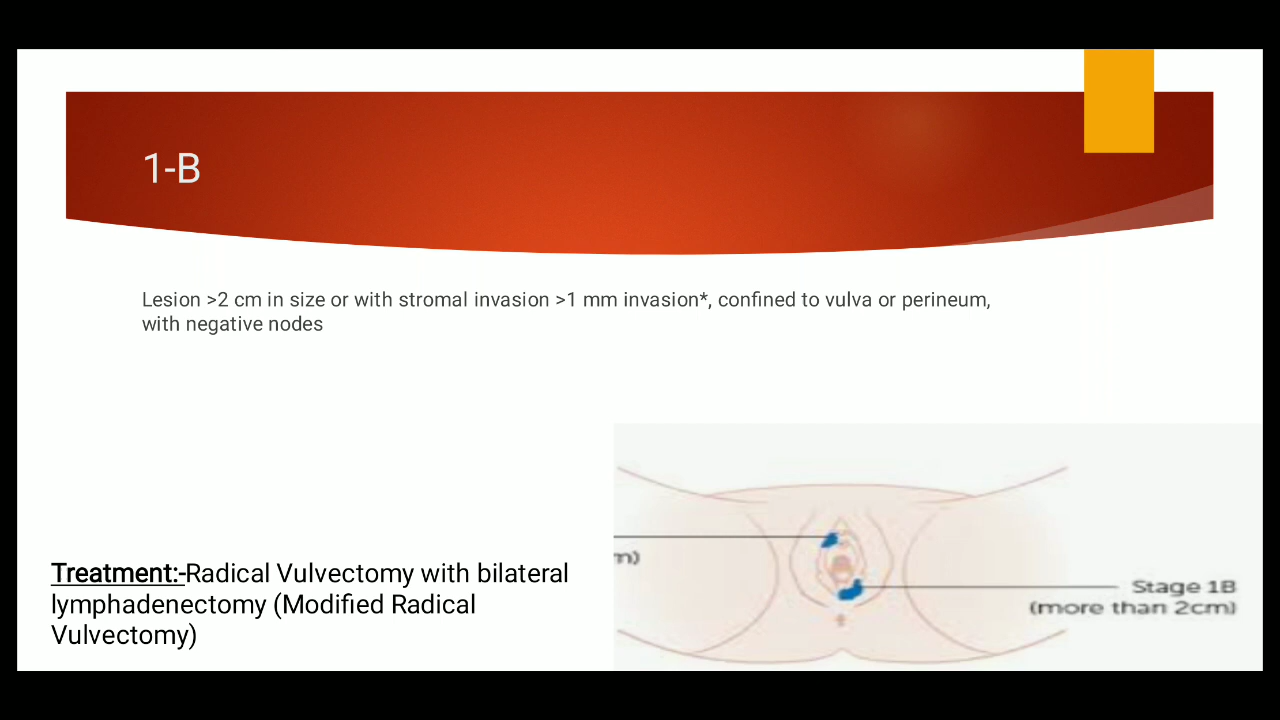 1-B
Lesion >2 cm in size or with stromal invasion >1 mm invasion*, confined to vulva or perineum,
with negative nodes
m)
Stage 1B
(more than 2cm)
Treatment:-Radical Vulvectomy with bilateral
lymphadenectomy (Modified Radical
Vulvectomy)